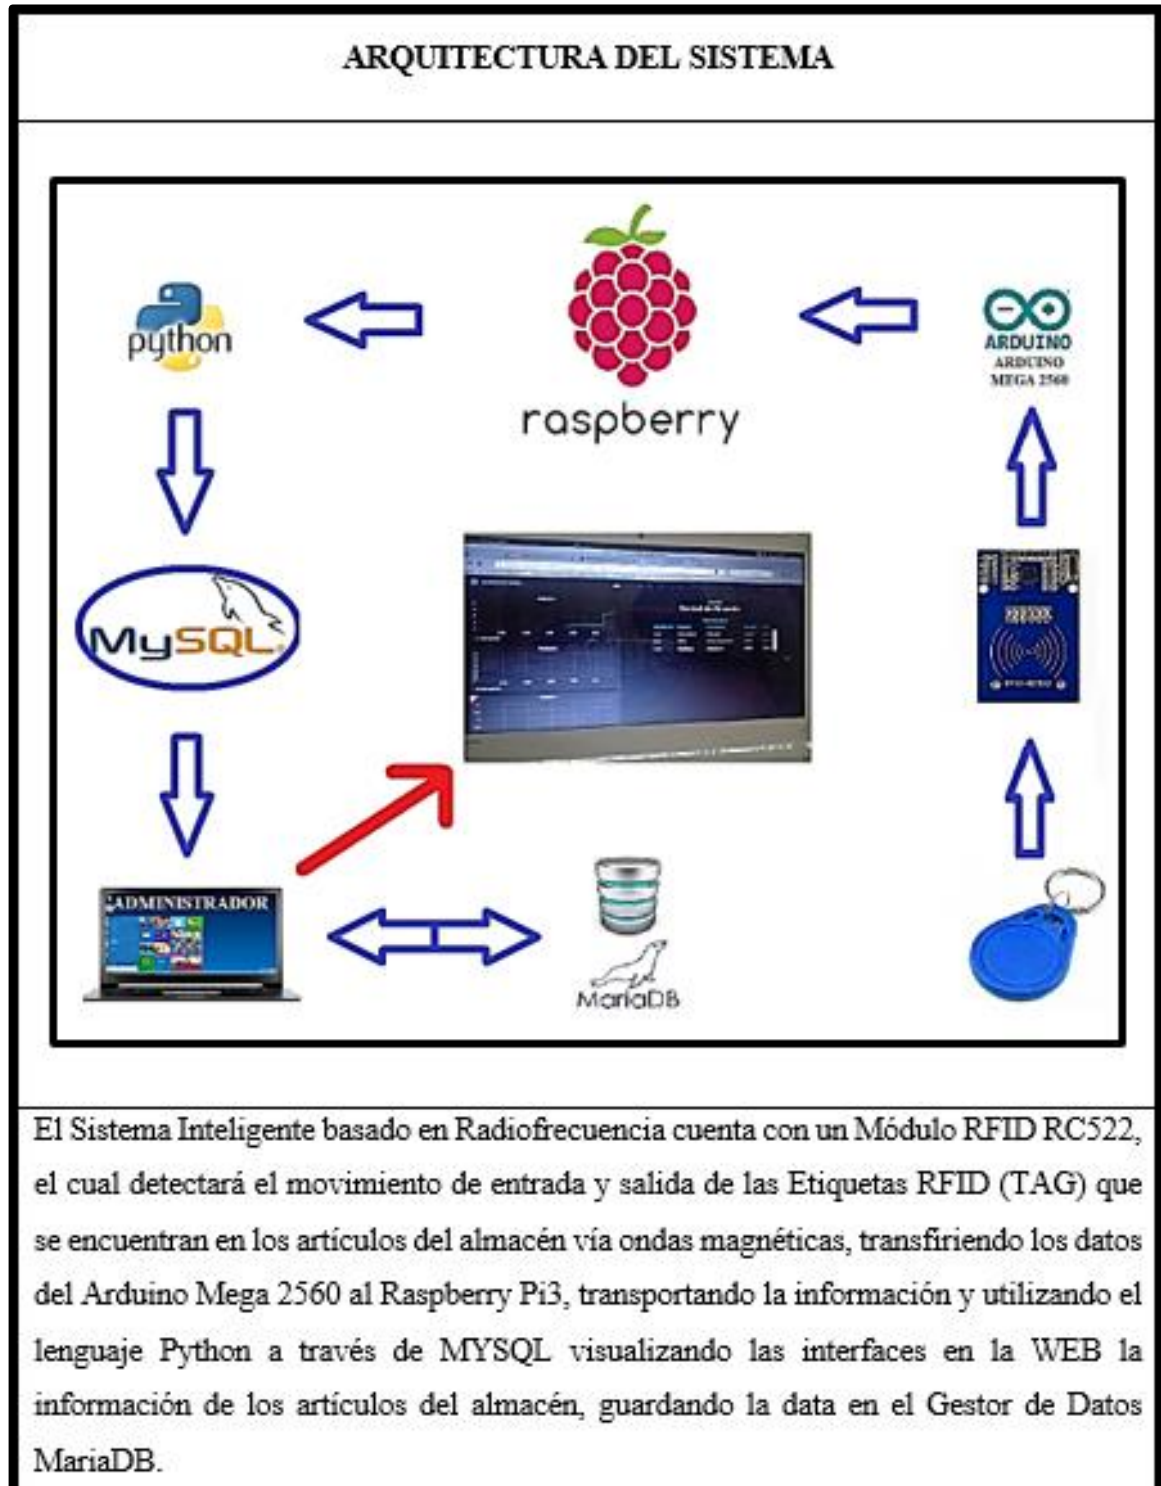 ARQUITECTURA DEL SISTEMA
python
raspberry
ARDUINO
ARDUINO
MEGA 2560
MySQL
ADMINISTRADOR
MariaDB
El Sistema Inteligente basado en Radiofrecuencia cuenta con un Módulo RFID RC522,
el cual detectará el movimiento de entrada y salida de las Etiquetas RFID (TAG) que
se encuentran en los artículos del almacén vía ondas magnéticas, transfiriendo los datos
del Arduino Mega 2560 al Raspberry Pi3, transportando la información y utilizando el
lenguaje Python a través de MYSQL visualizando las interfaces en la WEB la
información de los artículos del almacén, guardando la data en el Gestor de Datos
MariaDB.